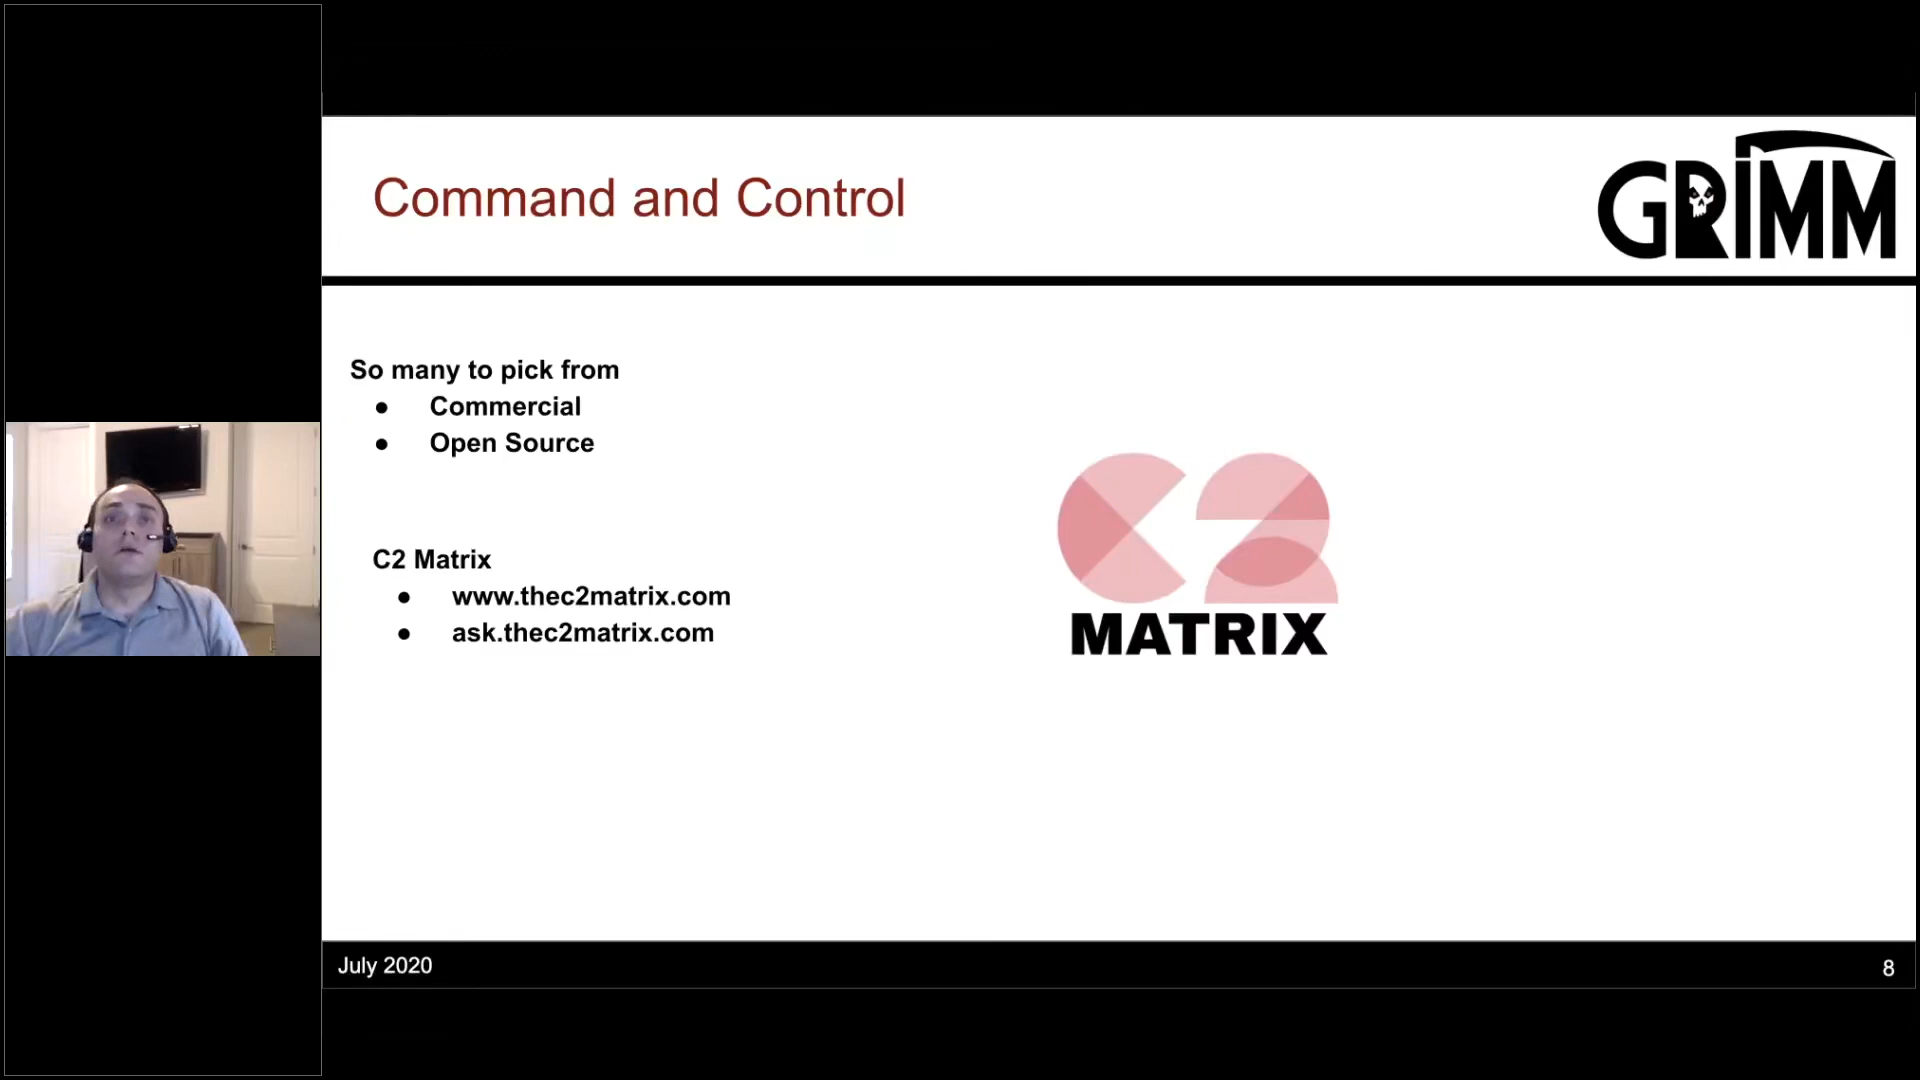 Command and Control
GRIMM
So many to pick from
● Commercial
● Open Source
C2 Matrix
● www.thec2matrix.com
● ask.thec2matrix.com
C2
MATRIX
July 2020
8